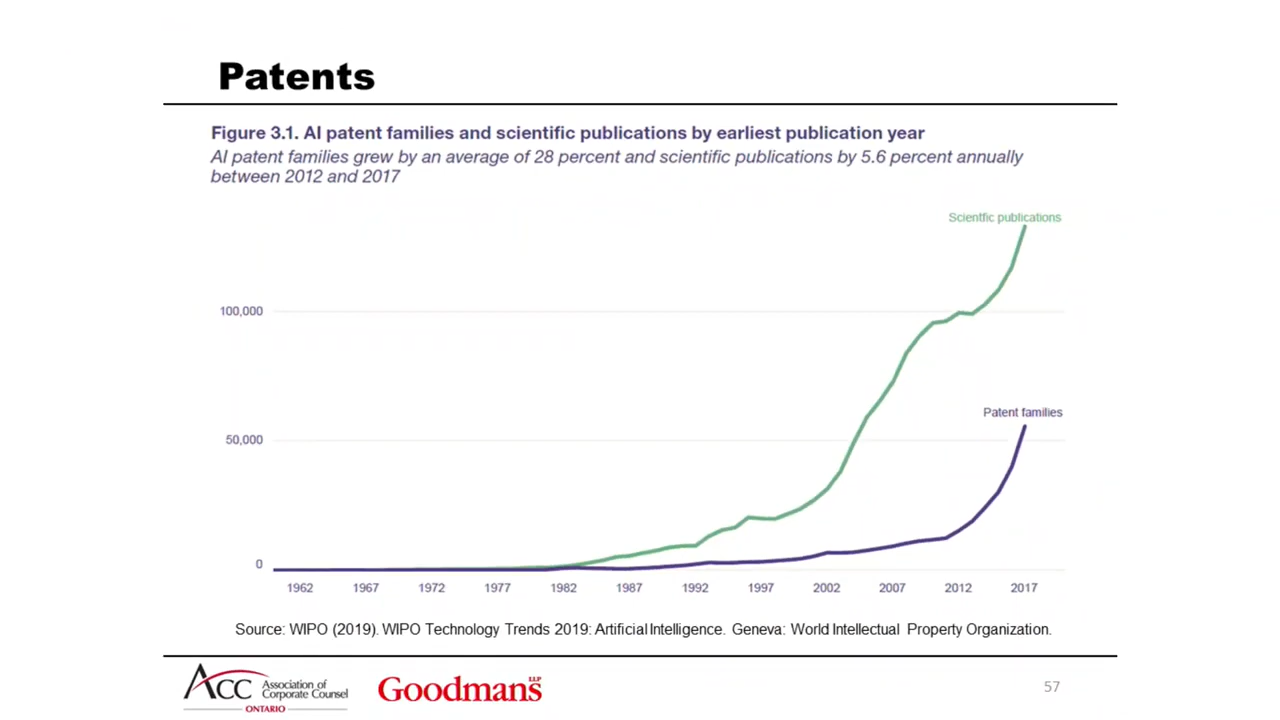 Patents
Figure 3.1. AI patent families and scientific publications by earliest publication year
AI patent families grew by an average of 28 percent and scientific publications by 5.6 percent annually
between 2012 and 2017
Scientfic publications
100,000
Patent families
50,000
0
1962 1967 1972 1977 1982 1987 1992 1997 2002 2007 2012 2017
Source: WIPO (2019). WIPO Technology Trends 2019: Artificial Intelligence. Geneva: World Intellectual Property Organization.
ACC Association of
Corporate Counsel
ONTARIO
Goodmans LLP
57